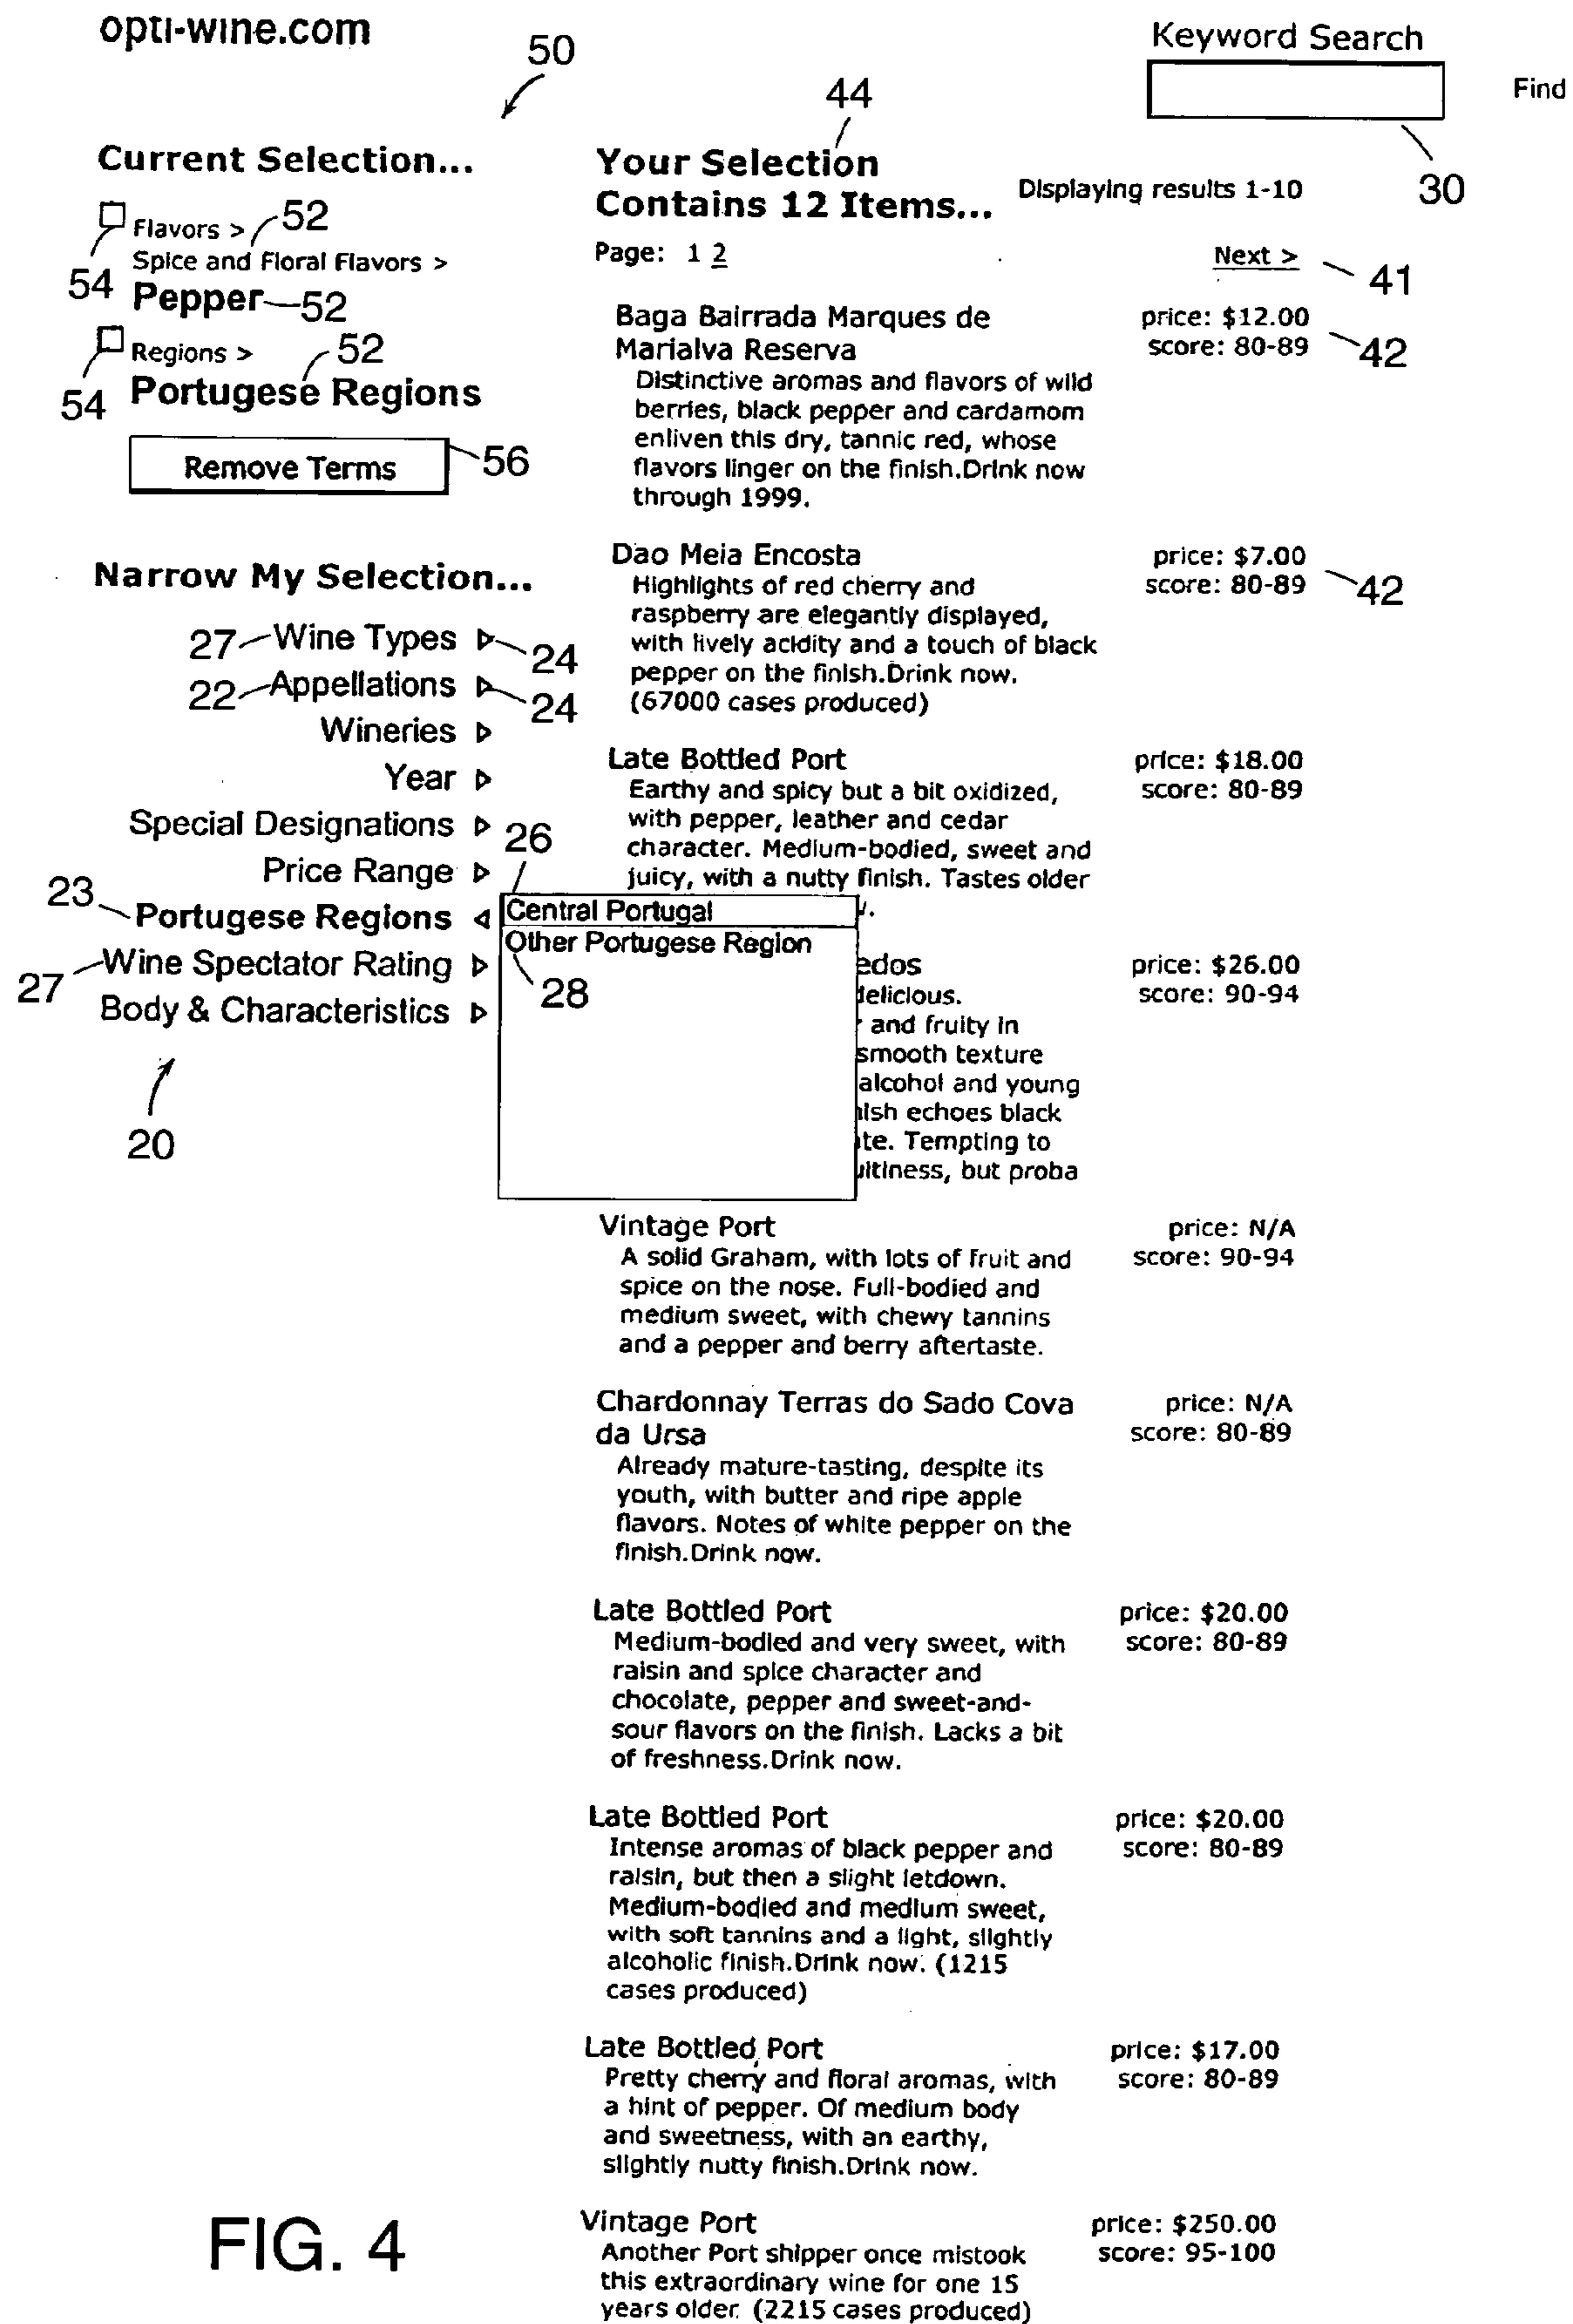 opti-wine.com
50
Keyword Search
Find
30
Current Selection...
Flavors > 52
54
Spice and Floral Flavors >
Pepper 52
Regions > 52
54
Portugese Regions
Remove Terms 56
Narrow My Selection...
27 Wine Types 24
22 Appellations 24
Wineries
Year
Special Designations
Price Range
23 Portugese Regions
27 Wine Spectator Rating
Body & Characteristics
20
26
Central Portugal
Other Portugese Region
28
44
Your Selection
Contains 12 Items...
Displaying results 1-10
Page: 1 2
Next > 41
Baga Bairrada Marques de
Marialva Reserva
price: $12.00
score: 80-89 42
Distinctive aromas and flavors of wild
berries, black pepper and cardamom
enliven this dry, tannic red, whose
flavors linger on the finish.Drink now
through 1999.
Dao Meia Encosta
price: $7.00
score: 80-89 42
Highlights of red cherry and
raspberry are elegantly displayed,
with lively acidity and a touch of black
pepper on the finish.Drink now.
(67000 cases produced)
Late Bottled Port
price: $18.00
score: 80-89
Earthy and spicy but a bit oxidized,
with pepper, leather and cedar
character. Medium-bodied, sweet and
juicy, with a nutty finish. Tastes older
edos
price: $26.00
score: 90-94
elicious.
and fruity in
smooth texture
alcohol and young
ish echoes black
te. Tempting to
uitiness, but proba
Vintage Port
price: N/A
score: 90-94
A solid Graham, with lots of fruit and
spice on the nose. Full-bodied and
medium sweet, with chewy tannins
and a pepper and berry aftertaste.
Chardonnay Terras do Sado Cova
da Ursa
price: N/A
score: 80-89
Already mature-tasting, despite its
youth, with butter and ripe apple
flavors. Notes of white pepper on the
finish.Drink now.
Late Bottled Port
price: $20.00
score: 80-89
Medium-bodied and very sweet, with
raisin and spice character and
chocolate, pepper and sweet-and-
sour flavors on the finish. Lacks a bit
of freshness.Drink now.
Late Bottled Port
price: $20.00
score: 80-89
Intense aromas of black pepper and
raisin, but then a slight letdown.
Medium-bodied and medium sweet,
with soft tannins and a light, slightly
alcoholic finish.Drink now. (1215
cases produced)
Late Bottled Port
price: $17.00
score: 80-89
Pretty cherry and floral aromas, with
a hint of pepper. Of medium body
and sweetness, with an earthy,
slightly nutty finish.Drink now.
Vintage Port
price: $250.00
score: 95-100
Another Port shipper once mistook
this extraordinary wine for one 15
years older. (2215 cases produced)
FIG. 4